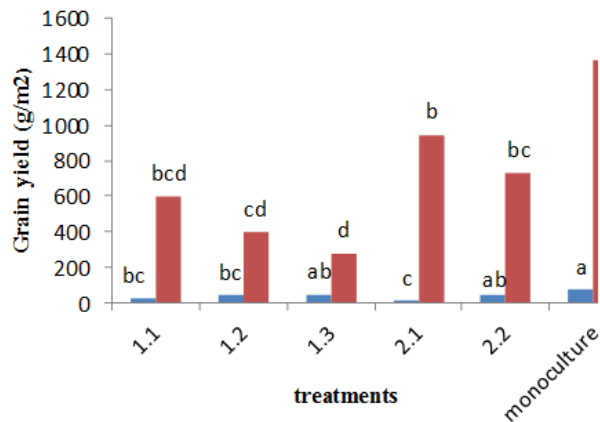 Grain yield (g/m2)
1600
1400
1200
1000
800
600
400
200
0
bc
bcd
bc
cd
ab
d
c
b
ab
bc
a
1.1
1.2
1.3
2.1
2.2
monoculture
treatments